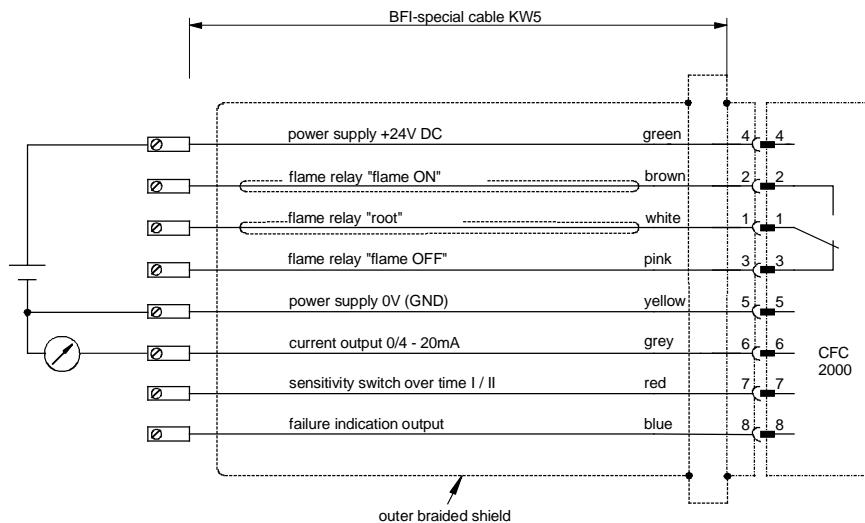 BFI-special cable KW5
power supply +24V DC green 4 4
flame relay "flame ON" brown 2 2
flame relay "root" white 1 1
flame relay "flame OFF" pink 3 3
power supply 0V (GND) yellow 5 5
current output 0/4 - 20mA grey 6 6
CFC
2000
sensitivity switch over time I / II red 7 7
failure indication output blue 8 8
outer braided shield